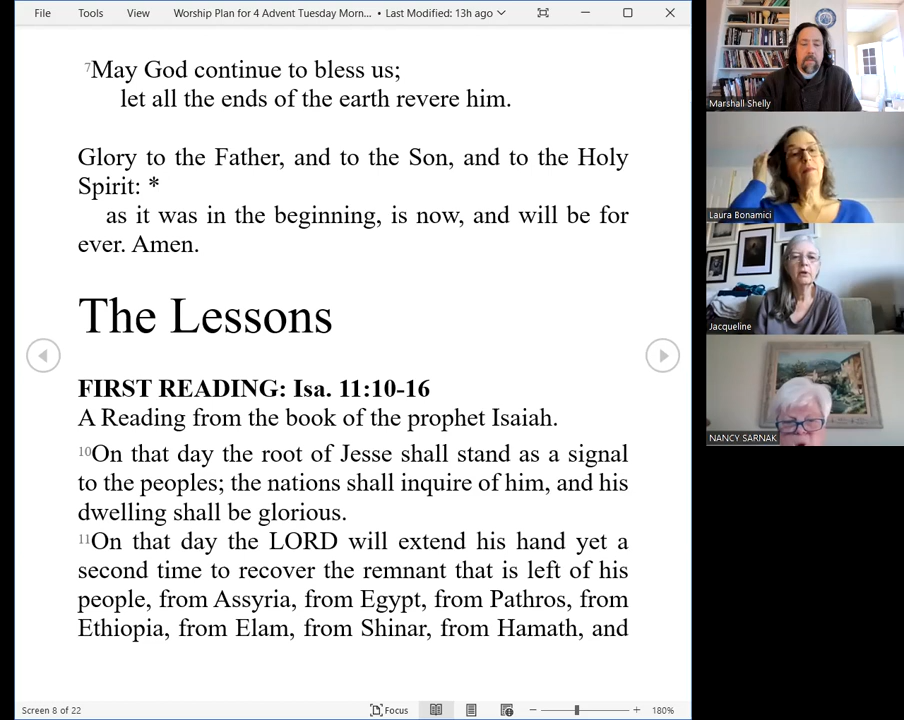 File Tools View Worship Plan for 4 Advent Tuesday Morn... • Last Modified: 13h ago
7May God continue to bless us;
let all the ends of the earth revere him.
Glory to the Father, and to the Son, and to the Holy
Spirit: *
as it was in the beginning, is now, and will be for
ever. Amen.
The Lessons
FIRST READING: Isa. 11:10-16
A Reading from the book of the prophet Isaiah.
10On that day the root of Jesse shall stand as a signal
to the peoples; the nations shall inquire of him, and his
dwelling shall be glorious.
11On that day the LORD will extend his hand yet a
second time to recover the remnant that is left of his
people, from Assyria, from Egypt, from Pathros, from
Ethiopia, from Elam, from Shinar, from Hamath, and
Screen 8 of 22 Focus 180%
Marshall Shelly
Laura Bonamici
Jacqueline
NANCY SARNAK